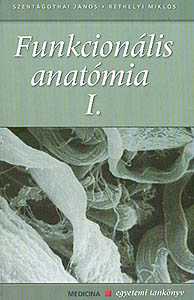 SZENTÁGOTHAI JÁNOS • RÉTHELYI MIKLÓS
Funkcionális
anatómia
I.
MEDICINA egyetemi tankönyv